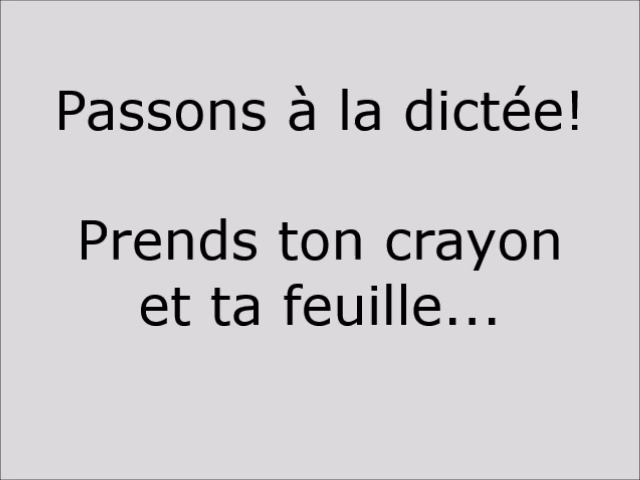 Passons à la dictée!
Prends ton crayon
et ta feuille...